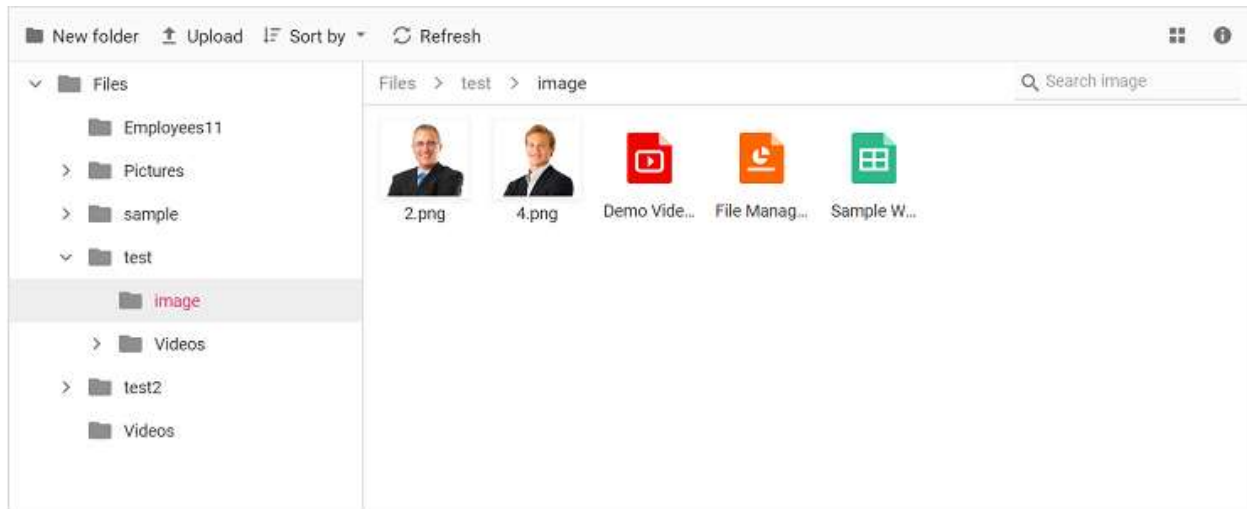 New folder Upload Sort by Refresh
Files
Employees11
Pictures
sample
test
image
Videos
test2
Videos
Files > test > image
Search image
2.png
4.png
Demo Vide...
File Manag...
Sample W...